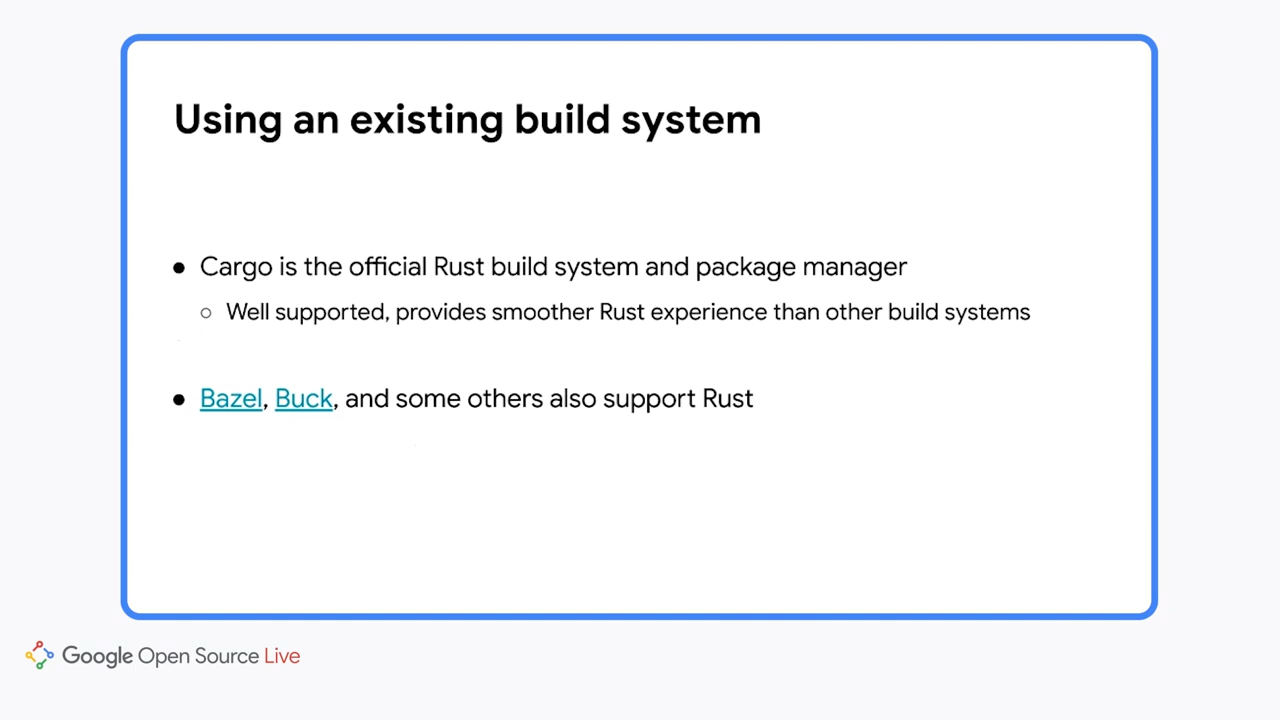 Using an existing build system
● Cargo is the official Rust build system and package manager
○ Well supported, provides smoother Rust experience than other build systems
● Bazel, Buck, and some others also support Rust
Google Open Source Live